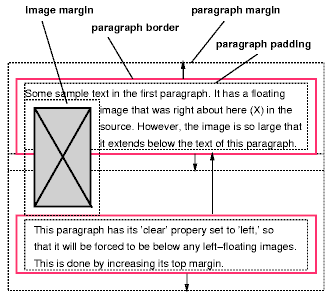 Image margin
paragraph margin
paragraph border
paragraph padding
Some sample text in the first paragraph. It has a floating
image that was right about here (X) in the
source. However, the image is so large that
it extends below the text of this paragraph.
This paragraph has its 'clear' propery set to 'left,' so
that it will be forced to be below any left-floating images.
This is done by increasing its top margin.